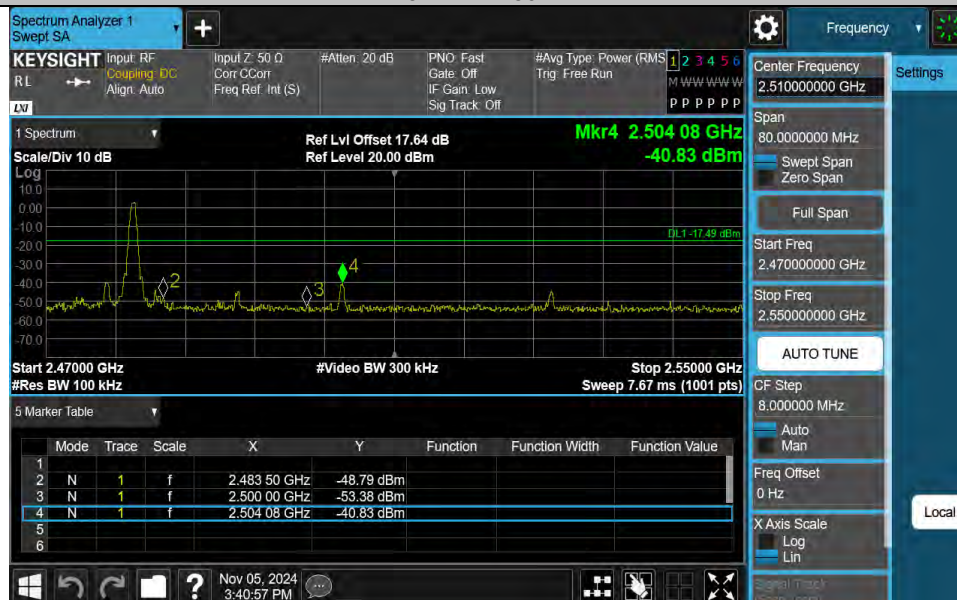 Spectrum Analyzer 1
Swept SA
+
Frequency
KEYSIGHT Input: RF Input Z: 50 Ω #Atten: 20 dB PNO: Fast #Avg Type: Power (RMS 1 2 3 4 5 6
RL Coupling: DC Corr CCorr Gate: Off Trig: Free Run M W W W W W
Align: Auto Freq Ref: Int (S) IF Gain: Low
LXI Sig Track: Off P P P P P P
Center Frequency
2.510000000 GHz
Settings
Span
80.0000000 MHz
Swept Span
Zero Span
Full Span
Start Freq
2.470000000 GHz
Stop Freq
2.550000000 GHz
AUTO TUNE
CF Step
8.000000 MHz
Auto
Man
Freq Offset
0 Hz
X Axis Scale
Log
Lin
Signal Track
Local
1 Spectrum
Ref Lvl Offset 17.64 dB Mkr4 2.504 08 GHz
Scale/Div 10 dB Ref Level 20.00 dBm -40.83 dBm
Log
10.0
0.00
-10.0
DL1 -17.49 dBm
-20.0
-30.0
4
-40.0
2
3
-50.0
-60.0
-70.0
Start 2.47000 GHz #Video BW 300 kHz Stop 2.55000 GHz
#Res BW 100 kHz Sweep 7.67 ms (1001 pts)
5 Marker Table
Mode Trace Scale X Y Function Function Width Function Value
1
2 N 1 f 2.483 50 GHz -48.79 dBm
3 N 1 f 2.500 00 GHz -53.38 dBm
4 N 1 f 2.504 08 GHz -40.83 dBm
5
6
? Nov 05, 2024
3:40:57 PM